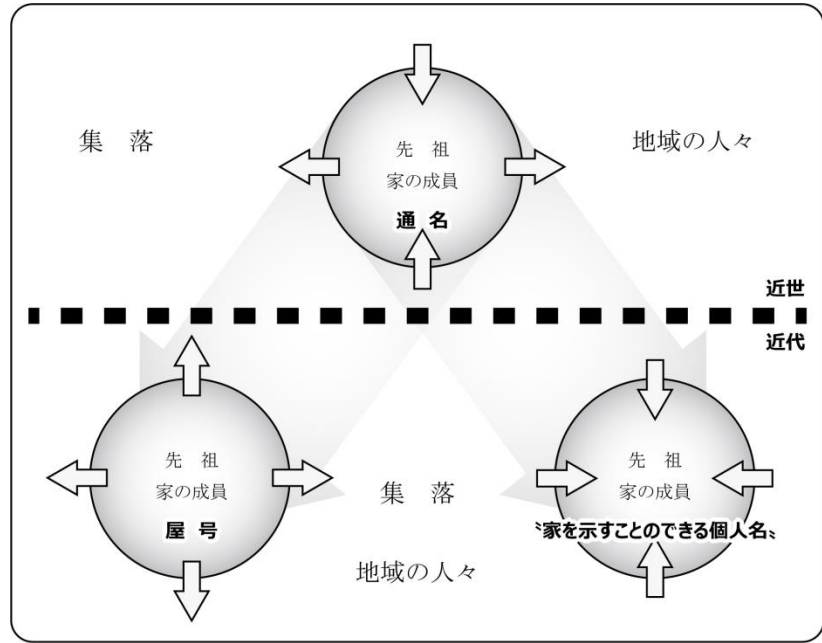 集 落
地域の人々
先 祖
家の成員
通 名
近世
近代
先 祖
家の成員
屋 号
集 落
地域の人々
先 祖
家の成員
〝家を示すことのできる個人名〟